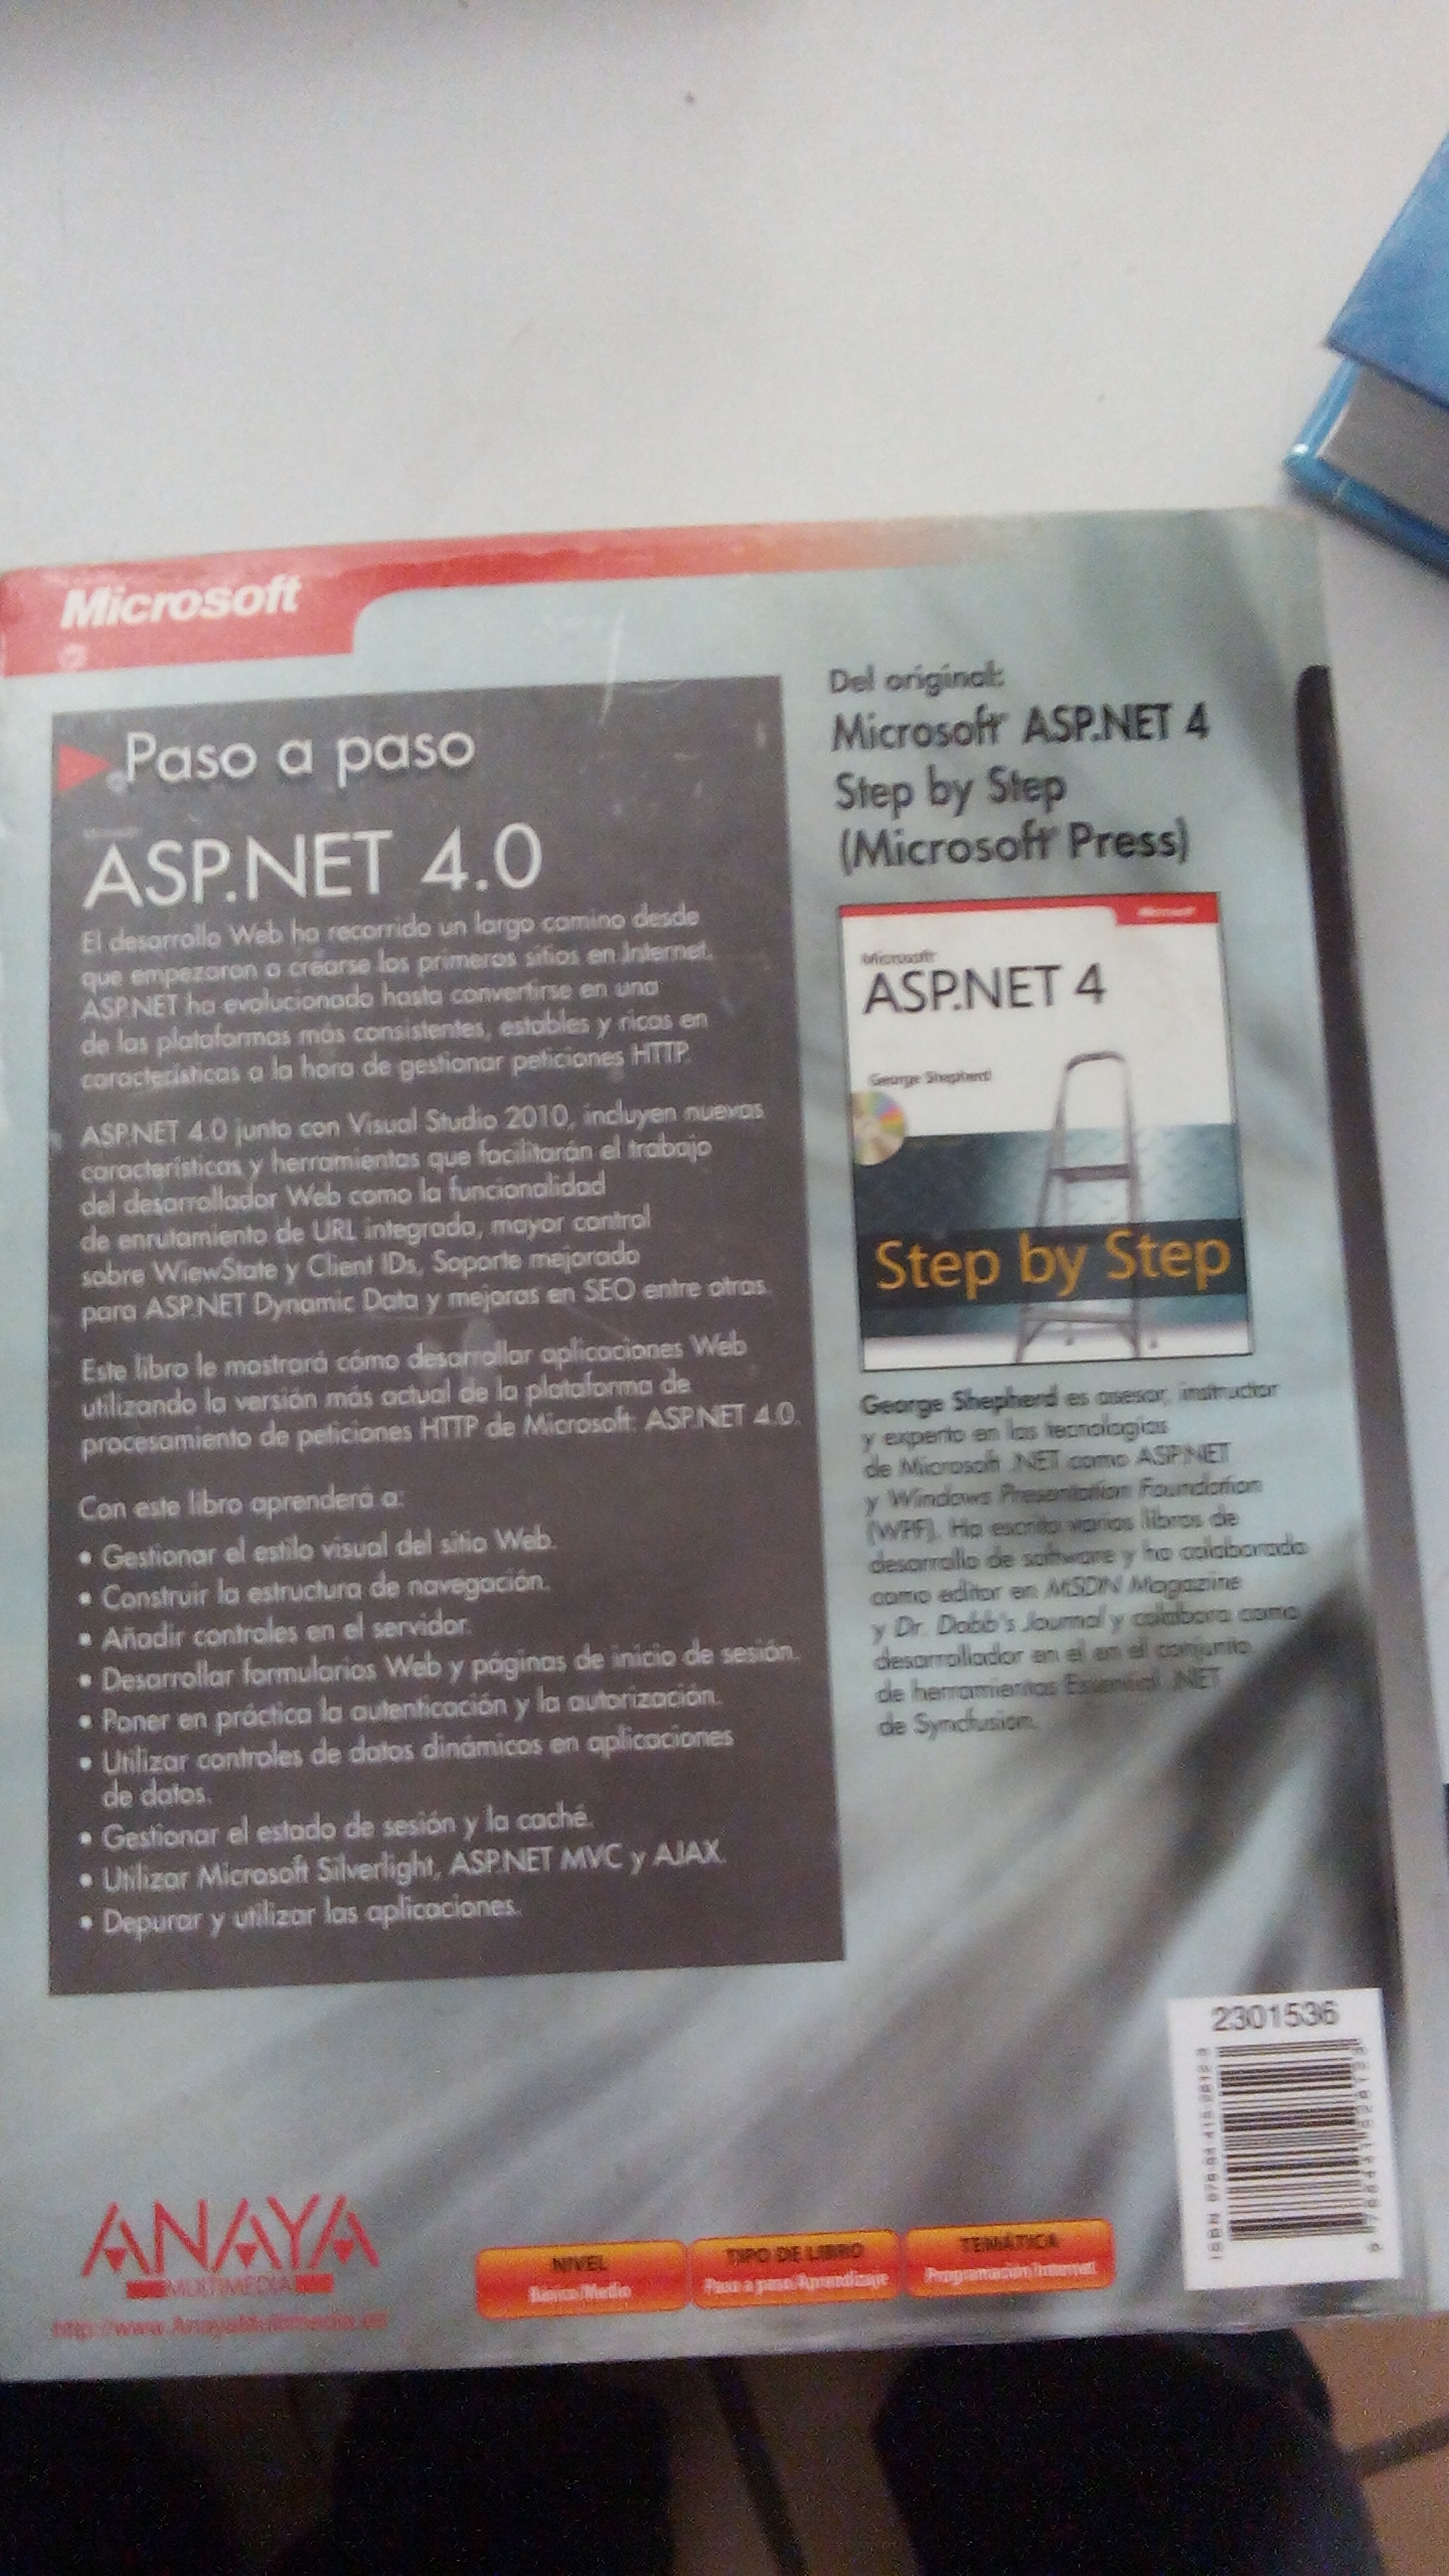 Microsoft
Paso a paso
Microsoft
ASP.NET 4.0
El desarrollo Web ha recorrido un largo camino desde
que empezaron a crearse los primeros sitios en Internet.
ASP.NET ha evolucionado hasta convertirse en una
de las plataformas más consistentes, estables y ricas en
características a la hora de gestionar peticiones HTTP.
ASP.NET 4.0 junto con Visual Studio 2010, incluyen nuevas
características y herramientas que facilitarán el trabajo
del desarrollador Web como la funcionalidad
de enrutamiento de URL integrada, mayor control
sobre WiewState y Client IDs, Soporte mejorado
para ASP.NET Dynamic Data y mejoras en SEO entre otras.
Este libro le mostrará cómo desarrollar aplicaciones Web
utilizando la versión más actual de la plataforma de
procesamiento de peticiones HTTP de Microsoft: ASP.NET 4.0.
Con este libro aprenderá a:
• Gestionar el estilo visual del sitio Web.
• Construir la estructura de navegación.
• Añadir controles en el servidor.
• Desarrollar formularios Web y páginas de inicio de sesión.
• Poner en práctica la autenticación y la autorización.
• Utilizar controles de datos dinámicos en aplicaciones
de datos.
• Gestionar el estado de sesión y la caché.
• Utilizar Microsoft Silverlight, ASP.NET MVC y AJAX.
• Depurar y utilizar las aplicaciones.
Del original:
Microsoft® ASP.NET 4
Step by Step
(Microsoft® Press)
Microsoft
Microsoft
ASP.NET 4
George Shepherd
Step by Step
George Shepherd es asesor, instructor
y experto en las tecnologías
de Microsoft .NET como ASP.NET
y Windows Presentation Foundation
(WPF). Ha escrito varios libros de
desarrollo de software y ha colaborado
como editor en MSDN Magazine
y Dr. Dobb's Journal y colabora como
desarrollador en el en el conjunto
de herramientas Essential .NET
de Syncfusion.
2301536
ANAYA
MULTIMEDIA
http://www.AnayaMultimedia.es
NIVEL
Básico/Medio
TIPO DE LIBRO
Paso a paso/Aprendizaje
TEMÁTICA
Programación/Internet